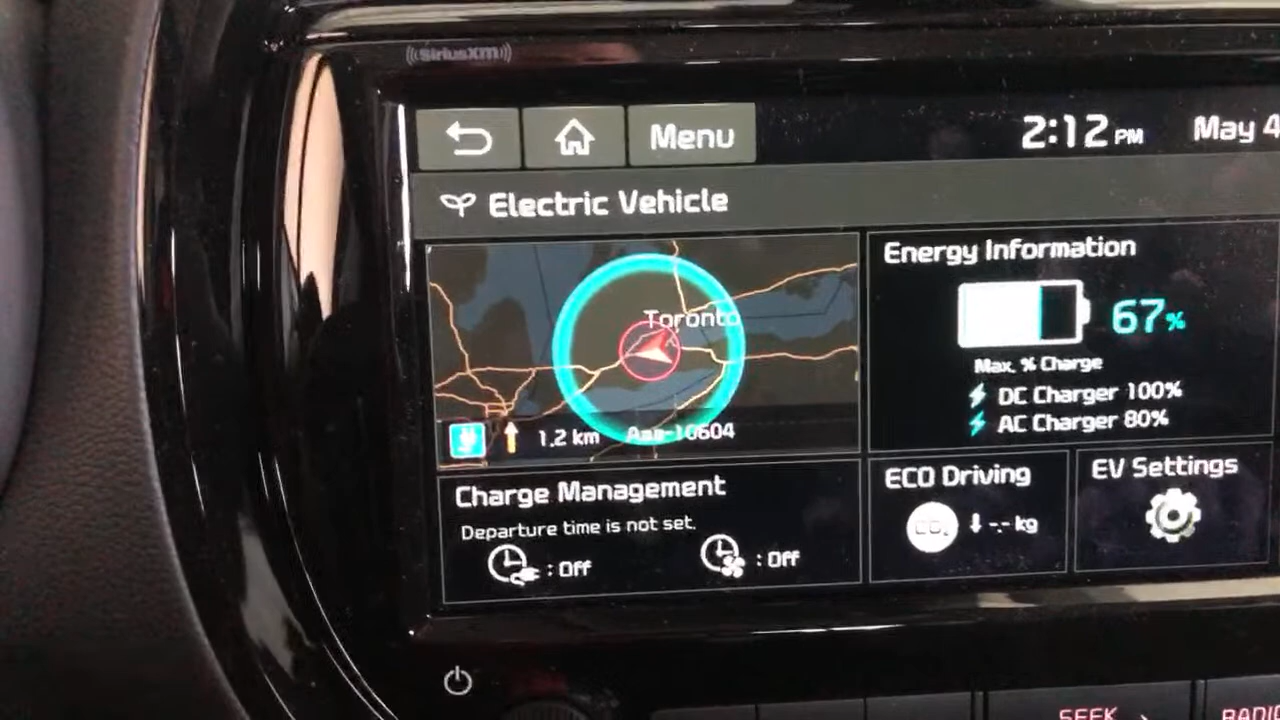 SiriusXM
Menu
2:12 PM
May 4
Electric Vehicle
Toronto
1.2 km
10604
Energy Information
67%
Max. % Charge
DC Charger 100%
AC Charger 80%
Charge Management
Departure time is not set.
: Off
: Off
ECO Driving
CO₂
-.- kg
EV Settings
SEEK
RADIO